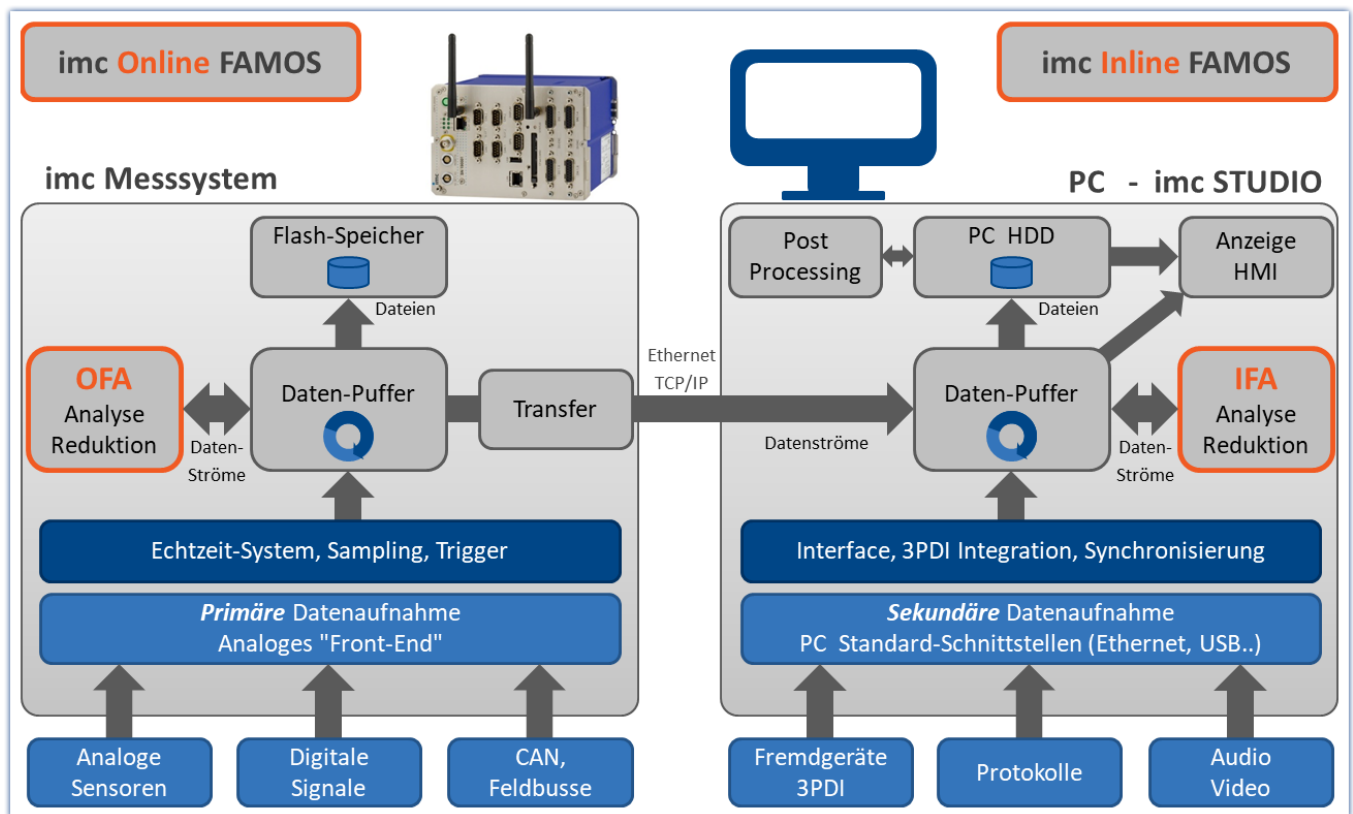 imc Online FAMOS
imc Inline FAMOS
imc Messsystem
PC - imc STUDIO
Flash-Speicher
Dateien
OFA
Analyse
Reduktion
Daten-
Ströme
Daten-Puffer
Transfer
Ethernet
TCP/IP
Datenströme
Echtzeit-System, Sampling, Trigger
Primäre Datenaufnahme
Analoges "Front-End"
Analoge
Sensoren
Digitale
Signale
CAN,
Feldbusse
Post
Processing
PC HDD
Anzeige
HMI
Dateien
Daten-Puffer
Daten-
Ströme
IFA
Analyse
Reduktion
Interface, 3PDI Integration, Synchronisierung
Sekundäre Datenaufnahme
PC Standard-Schnittstellen (Ethernet, USB..)
Fremdgeräte
3PDI
Protokolle
Audio
Video